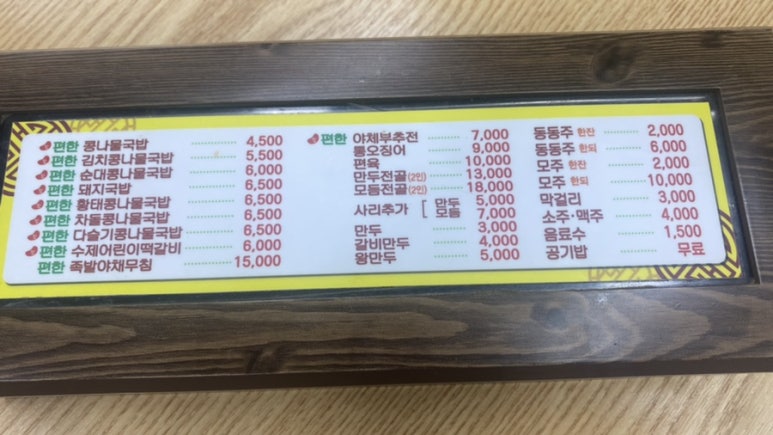 편한 콩나물국밥 4,500
편한 김치콩나물국밥 5,500
편한 순대콩나물국밥 6,000
편한 돼지국밥 6,500
편한 황태콩나물국밥 6,500
편한 차돌콩나물국밥 6,500
편한 다슬기콩나물국밥 6,500
편한 수제어린이떡갈비 6,000
편한 족발야채무침 15,000
편한 야체부추전 7,000
통오징어 9,000
편육 10,000
만두전골(2인) 13,000
모듬전골(2인) 18,000
사리추가 [ 만두 5,000
모듬 7,000
만두 3,000
갈비만두 4,000
왕만두 5,000
동동주 한잔 2,000
동동주 한되 6,000
모주 한잔 2,000
모주 한되 10,000
막걸리 3,000
소주·맥주 4,000
음료수 1,500
공기밥 무료